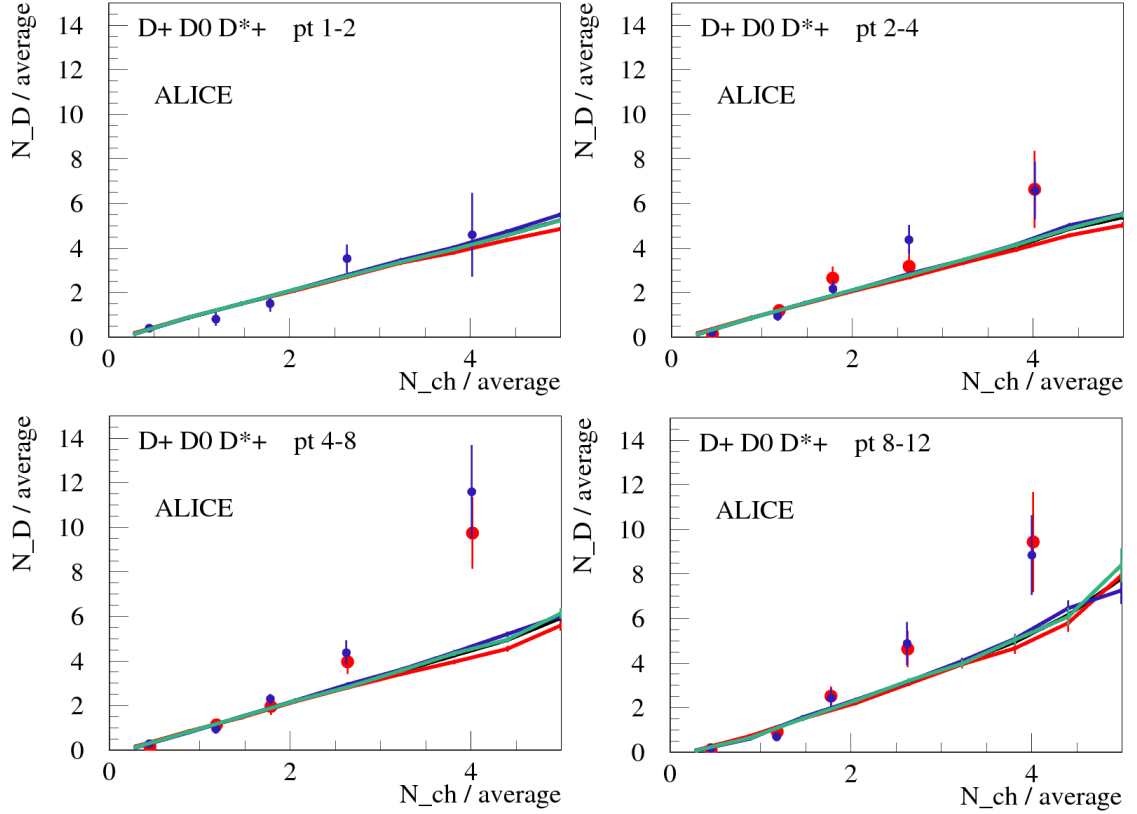 D+ D0 D*+ pt 1-2
ALICE
N_D / average
14
12
10
8
6
4
2
0
0 2 4
N_ch / average
D+ D0 D*+ pt 2-4
ALICE
N_D / average
14
12
10
8
6
4
2
0
0 2 4
N_ch / average
D+ D0 D*+ pt 4-8
ALICE
N_D / average
14
12
10
8
6
4
2
0
0 2 4
N_ch / average
D+ D0 D*+ pt 8-12
ALICE
N_D / average
14
12
10
8
6
4
2
0
0 2 4
N_ch / average